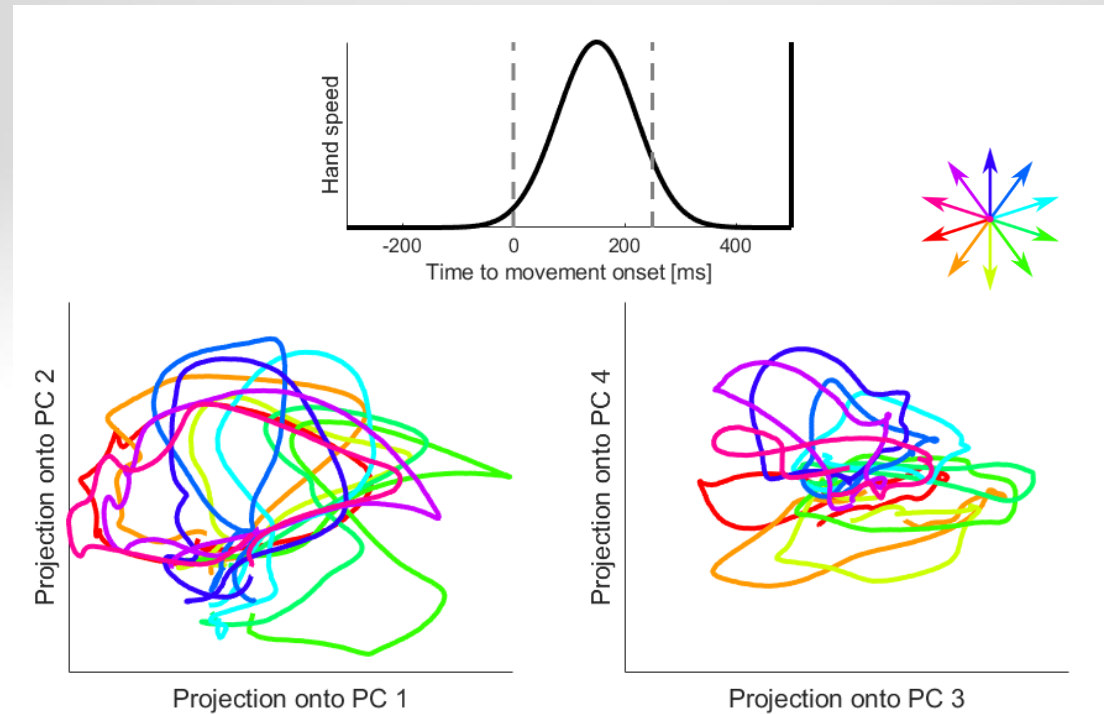 Hand speed
-200 0 200 400
Time to movement onset [ms]
Projection onto PC 2
Projection onto PC 1
Projection onto PC 4
Projection onto PC 3